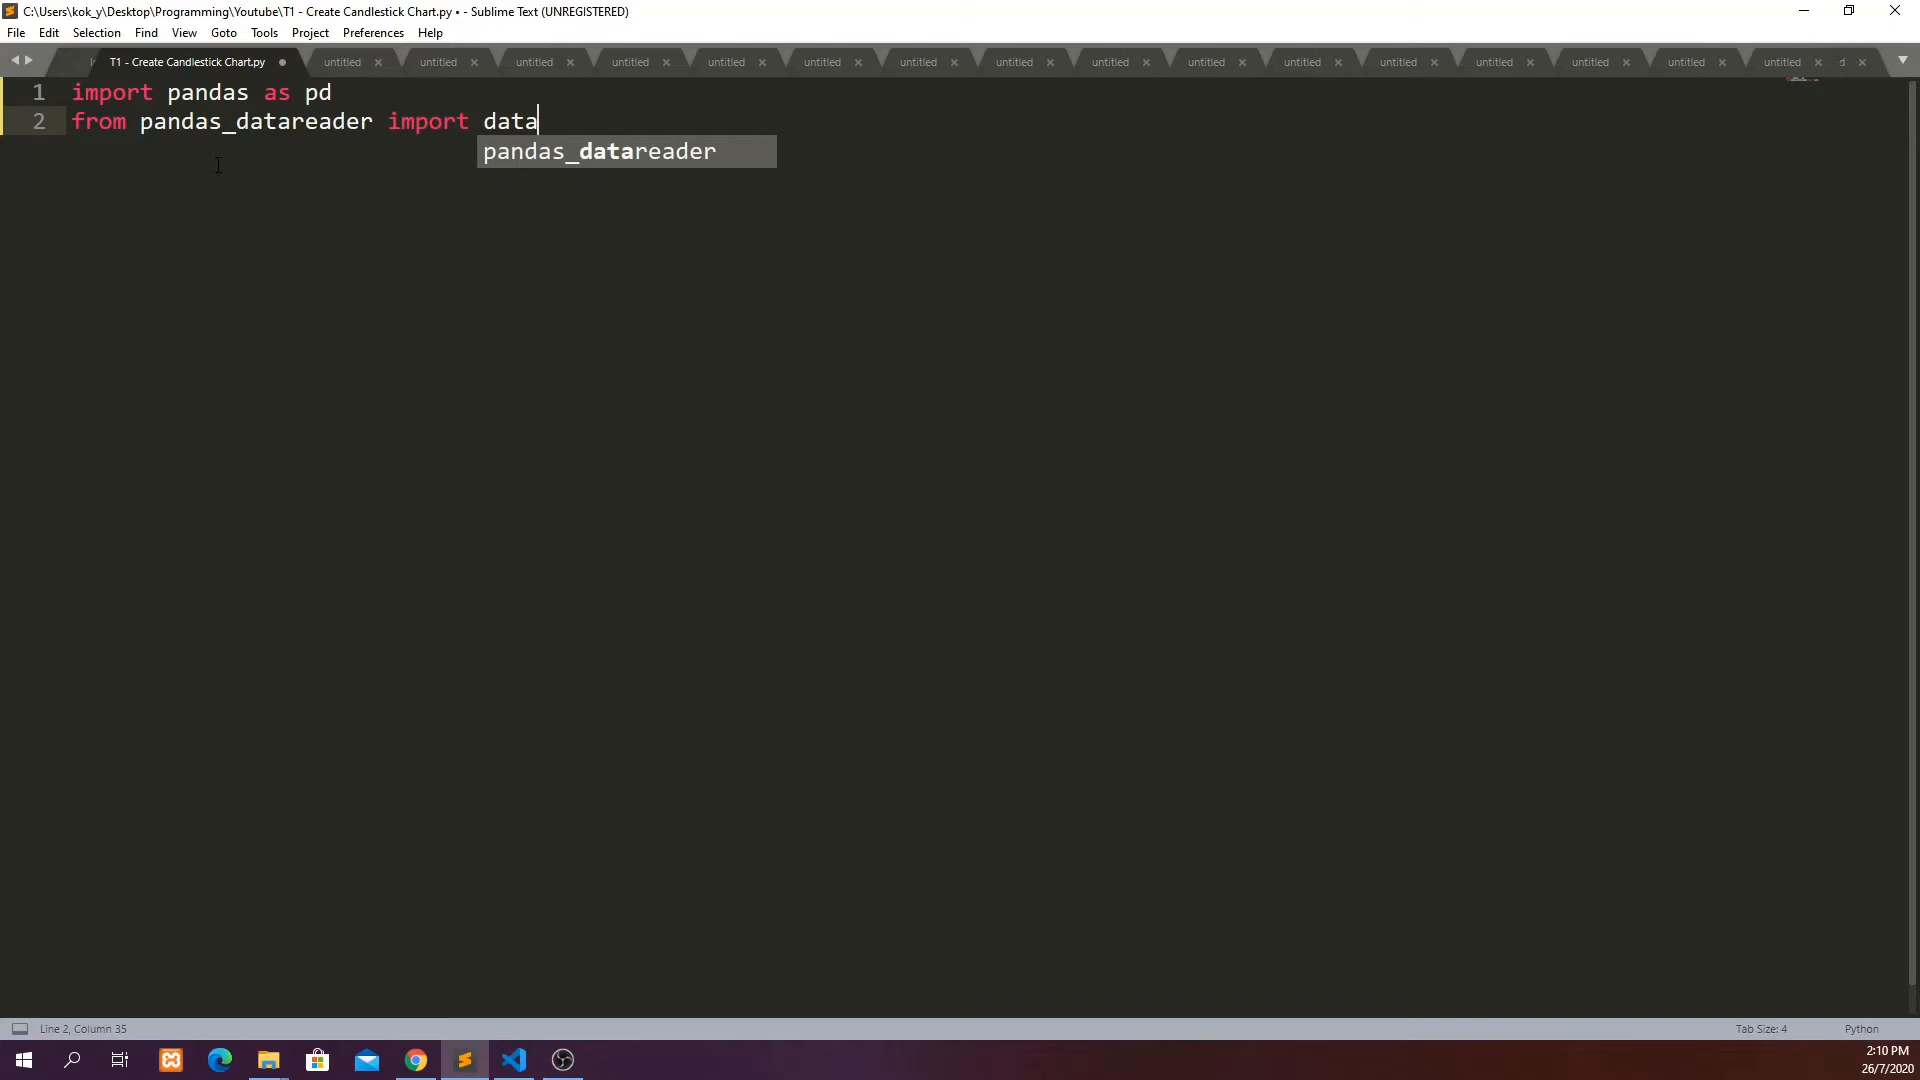 C:\Users\kok_y\Desktop\Programming\Youtube\T1 - Create Candlestick Chart.py • - Sublime Text (UNREGISTERED)
File Edit Selection Find View Goto Tools Project Preferences Help
T1 - Create Candlestick Chart.py untitled untitled untitled untitled untitled untitled untitled untitled untitled untitled untitled untitled untitled untitled untitled untitled d
1 import pandas as pd
2 from pandas_datareader import data
pandas_datareader
Line 2, Column 35 Tab Size: 4 Python
2:10 PM
26/7/2020